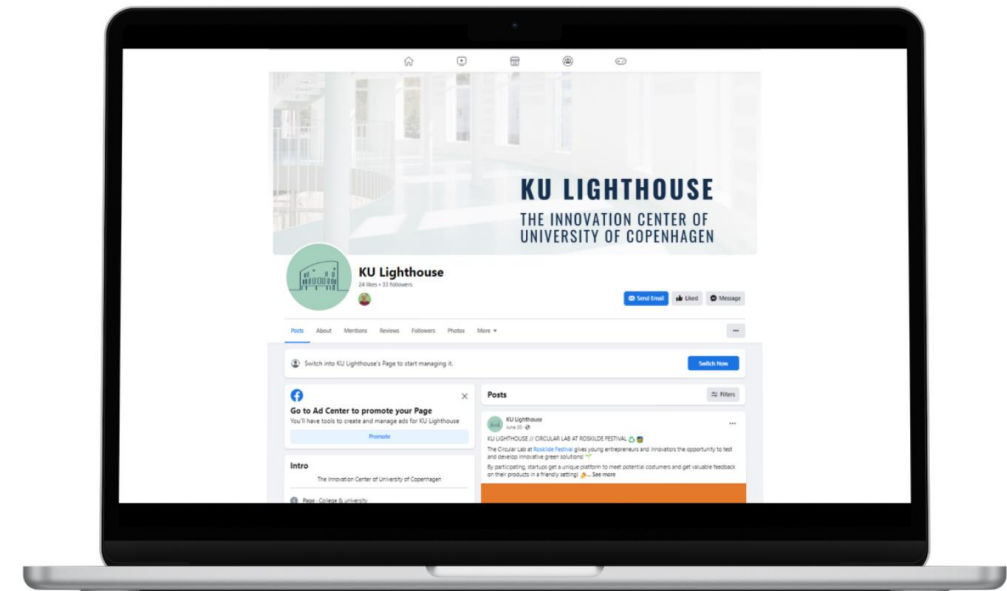 KU LIGHTHOUSE
THE INNOVATION CENTER OF
UNIVERSITY OF COPENHAGEN
KU Lighthouse
24 likes • 33 followers
Send Email
Liked
Message
Posts About Mentions Reviews Followers Photos More
Switch into KU Lighthouse's Page to start managing it.
Switch Now
Go to Ad Center to promote your Page
You'll have tools to create and manage ads for KU Lighthouse
Promote
Intro
The Innovation Center of University of Copenhagen
Page · College & university
Posts
Filters
KU Lighthouse
June 30
KU LIGHTHOUSE // CIRCULAR LAB AT ROSKILDE FESTIVAL
The Circular Lab at Roskilde Festival gives young entrepreneurs and innovators the opportunity to test
and develop innovative green solutions!
By participating, startups get a unique platform to meet potential costumers and get valuable feedback
on their products in a friendly setting! ... See more